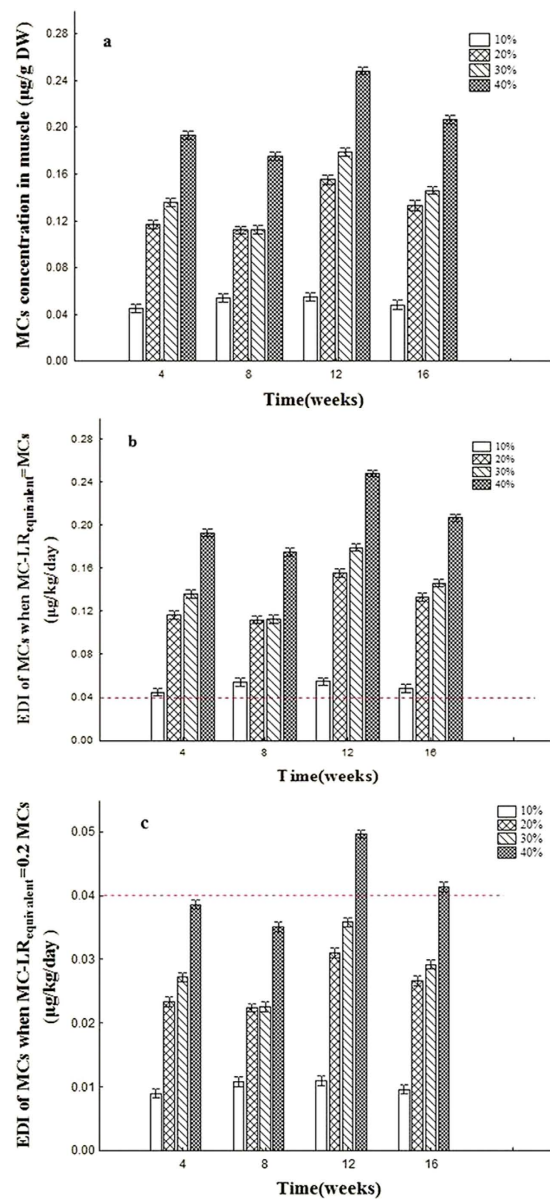 a
10%
20%
30%
40%
MCs concentration in muscle (µg/g DW)
0.28
0.24
0.20
0.16
0.12
0.08
0.04
0.00
4 8 12 16
Time(weeks)
b
10%
20%
30%
40%
EDI of MCs when MC-LRequivalent=MCs
(µg/kg/day )
0.28
0.24
0.20
0.16
0.12
0.08
0.04
0.00
4 8 12 16
Time(weeks)
c
10%
20%
30%
40%
EDI of MCs when MC-LRequivalent=0.2 MCs
(µg/kg/day)
0.05
0.04
0.03
0.02
0.01
0.00
4 8 12 16
Time(weeks)